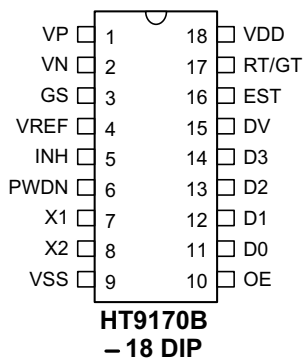 VP 1 18 VDD
VN 2 17 RT/GT
GS 3 16 EST
VREF 4 15 DV
INH 5 14 D3
PWDN 6 13 D2
X1 7 12 D1
X2 8 11 D0
VSS 9 10 OE
HT9170B
– 18 DIP